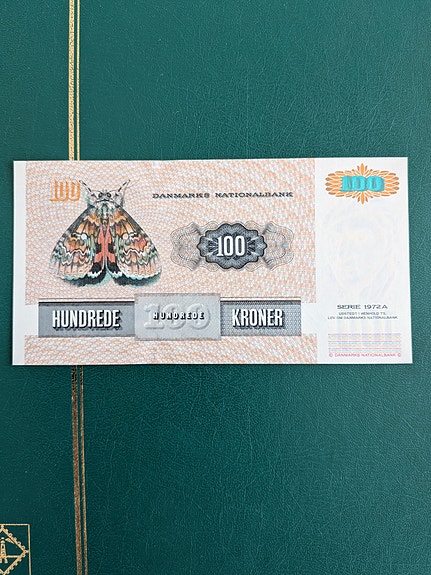 100
DANMARKS NATIONALBANK
100
100
HUNDREDE
100
HUNDREDE
KRONER
SERIE 1972A
UDSTEDT I HENHOLD TIL
LOV OM DANMARKS NATIONALBANK
© DANMARKS NATIONALBANK ©